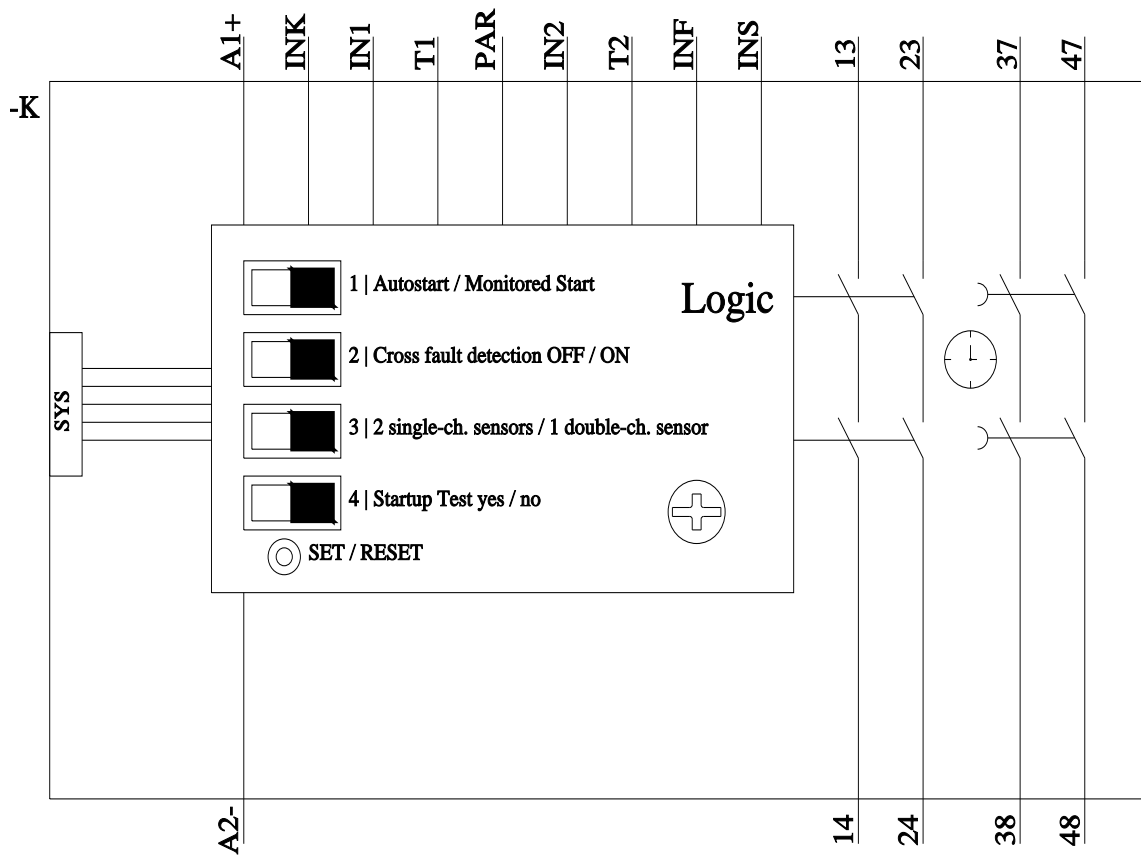 A1+
INK
IN1
T1
PAR
IN2
T2
INF
INS
13
23
37
47
-K
1 | Autostart / Monitored Start
Logic
2 | Cross fault detection OFF / ON
SYS
3 | 2 single-ch. sensors / 1 double-ch. sensor
4 | Startup Test yes / no
SET / RESET
A2-
14
24
38
48